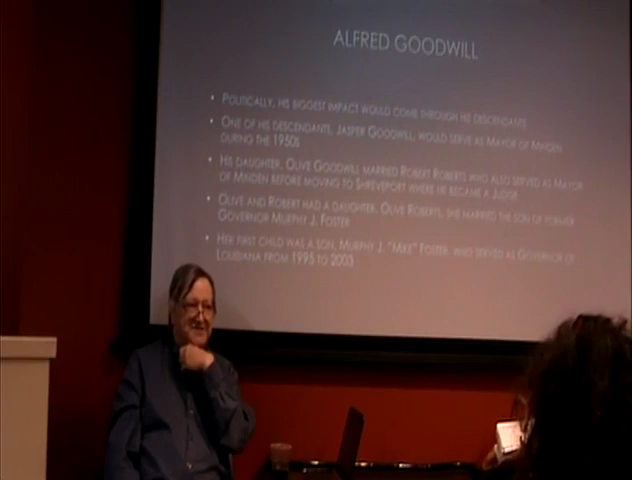 ALFRED GOODWILL
• POLITICALLY, HIS BIGGEST IMPACT WOULD COME THROUGH HIS DESCENDANTS
• ONE OF HIS DESCENDANTS, JASPER GOODWILL, WOULD SERVE AS MAYOR OF MINDEN
DURING THE 1950S
• HIS DAUGHTER, OLIVE GOODWILL MARRIED ROBERT ROBERTS WHO ALSO SERVED AS MAYOR
OF MINDEN BEFORE MOVING TO SHREVEPORT WHERE HE BECAME A JUDGE
• OLIVE AND ROBERT HAD A DAUGHTER, OLIVE ROBERTS, SHE MARRIED THE SON OF FORMER
GOVERNOR MURPHY J. FOSTER
• HER FIRST CHILD WAS A SON, MURPHY J. "MIKE" FOSTER, WHO SERVED AS GOVERNOR OF
LOUISIANA FROM 1995 TO 2003